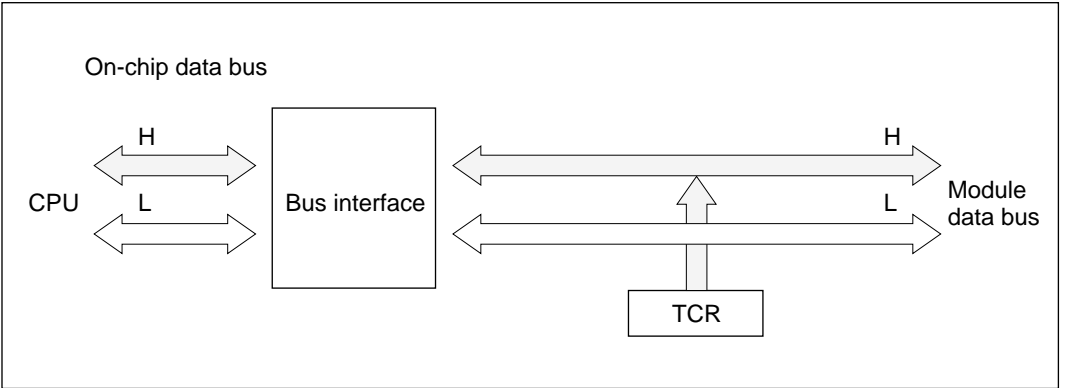 On-chip data bus
H
H
CPU
L
Bus interface
L
Module
data bus
TCR